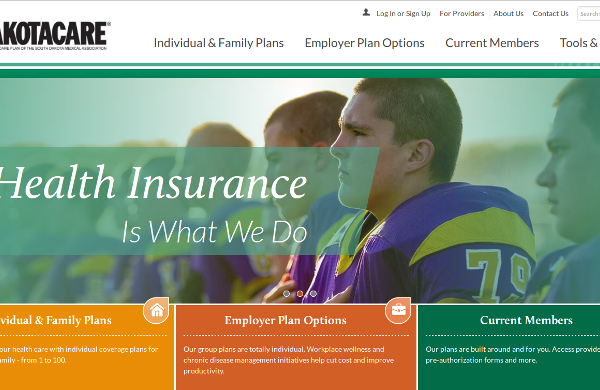 Log In or Sign Up For Providers About Us Contact Us Search
AKOTACARE®
CARE PLAN OF THE SOUTH DAKOTA MEDICAL ASSOCIATION
Individual & Family Plans Employer Plan Options Current Members Tools &
Health Insurance
Is What We Do
79
vidual & Family Plans
our health care with individual coverage plans for
amily - from 1 to 100.
Employer Plan Options
Our group plans are totally individual. Workplace wellness and
chronic disease management initiatives help cut cost and improve
productivity.
Current Members
Our plans are built around and for you. Access provide
pre-authorization forms and more.